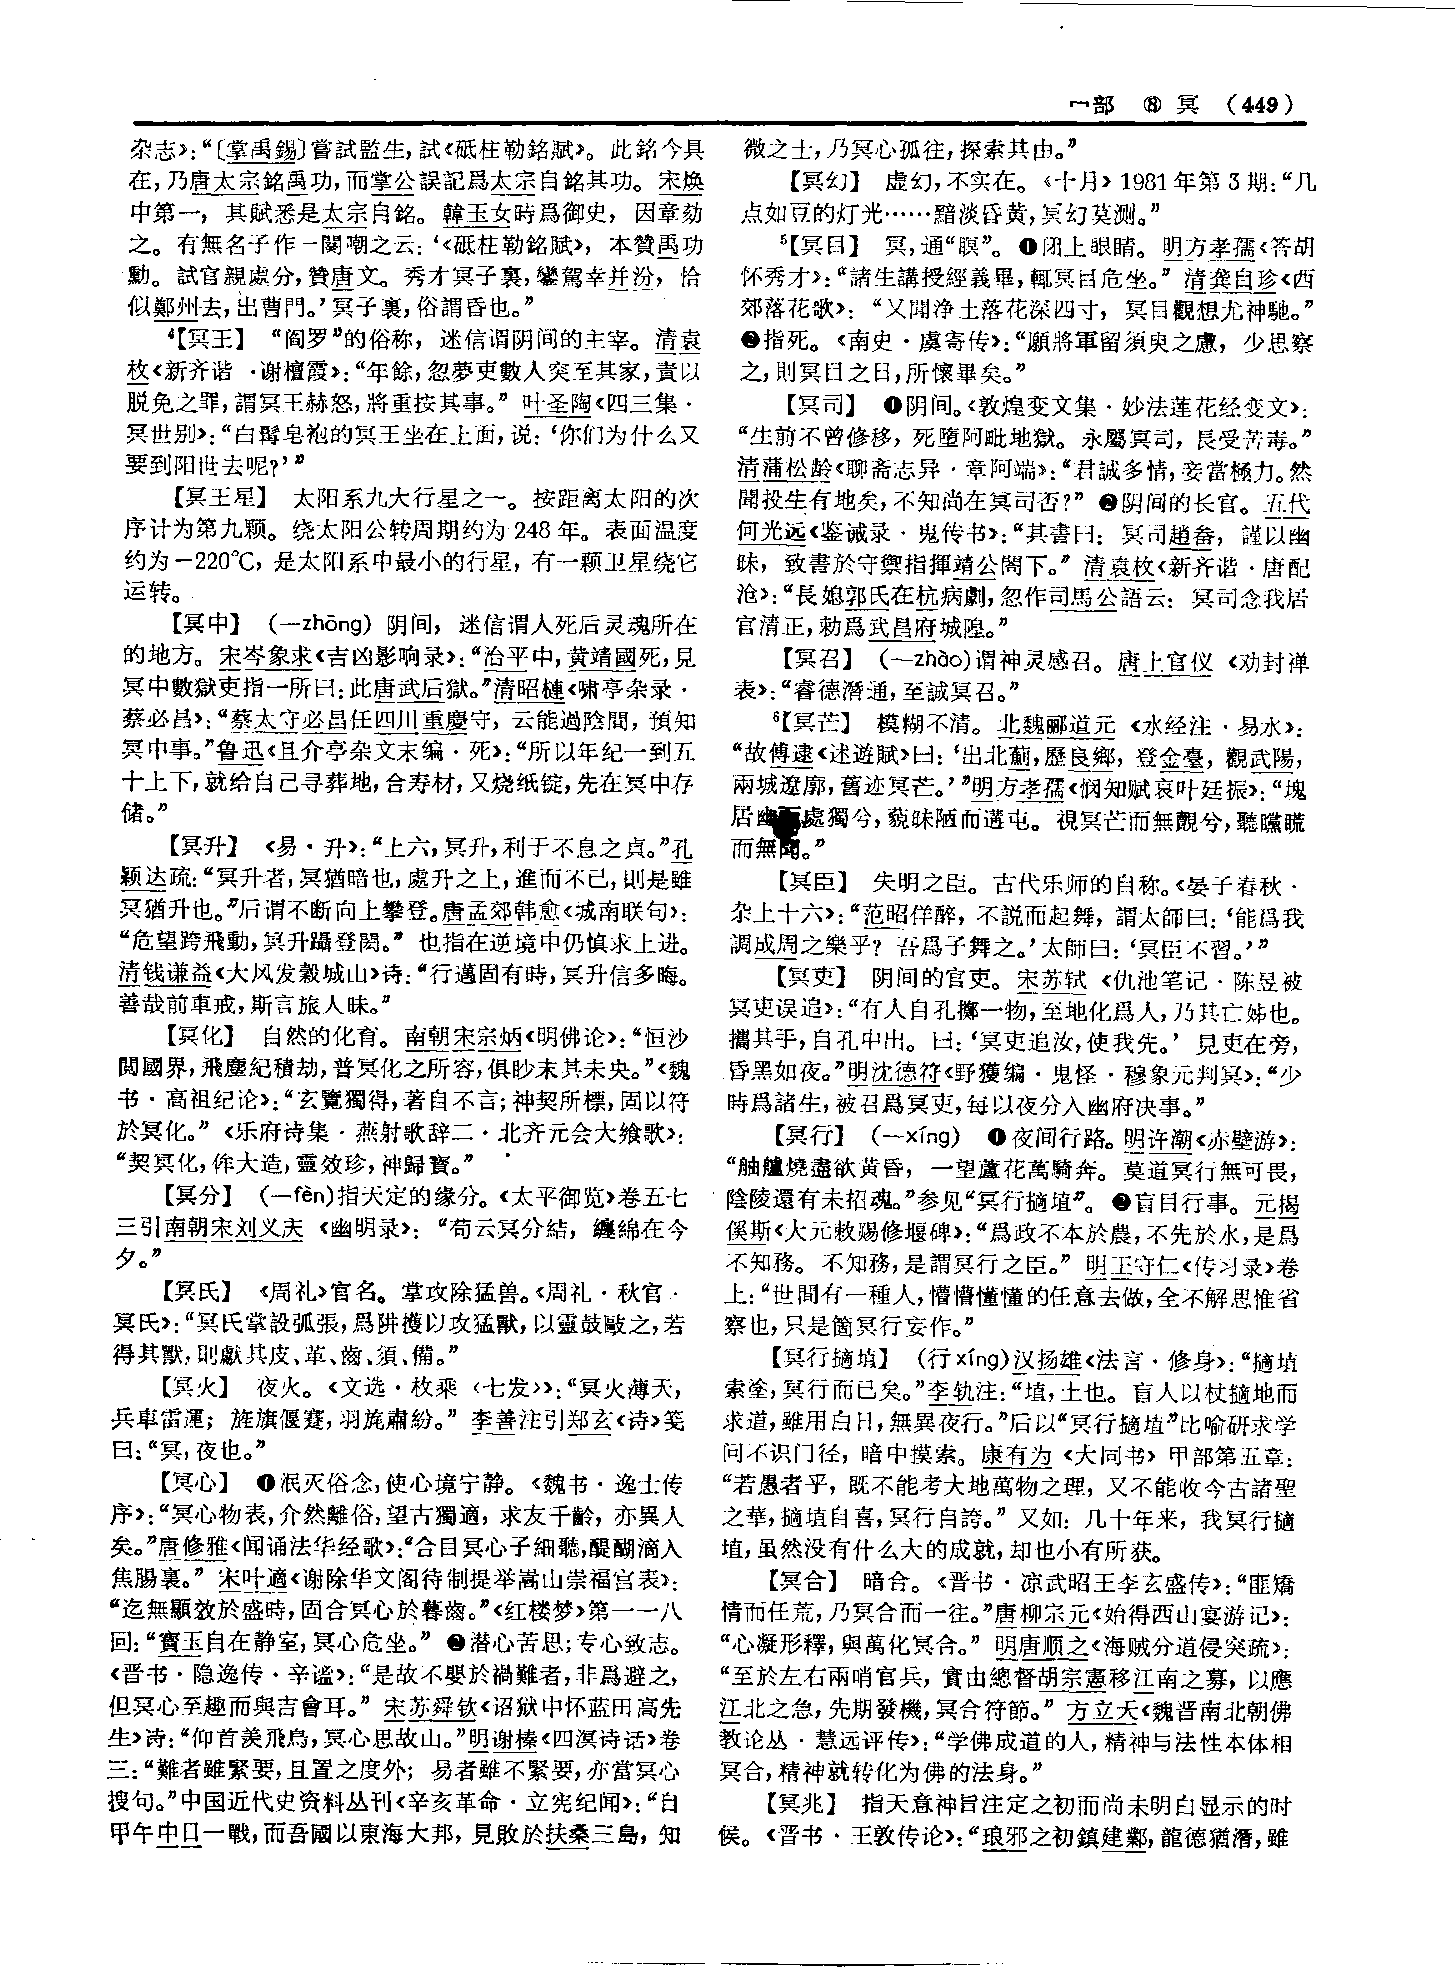 冖部 ⑧ 冥 (449)
杂志》：“〔掌禹錫〕嘗試監生，試《砥柱勒銘賦》。此銘今具
在，乃唐太宗銘禹功，而掌公誤記爲太宗自銘其功。宋焕
中第一，其賦悉是太宗自銘。韓玉女時爲御史，因章劾
之。有無名子作一闋嘲之云：‘《砥柱勒銘賦》，本贊禹功
勳。試官親處分，贊唐文。秀才冥子裏，鑾駕幸并汾，恰
似鄭州去，出曹門。’冥子裏，俗謂昏也。”
⁴【冥王】 “阎罗”的俗称，迷信谓阴间的主宰。清袁
枚《新齐谐·谢檀霞》：“年餘，忽夢吏數人突至其家，責以
脱免之罪，謂冥王赫怒，將重按其事。”叶圣陶《四三集·
冥世别》：“白髯皂袍的冥王坐在上面，说：‘你们为什么又
要到阳世去呢？’”
【冥王星】 太阳系九大行星之一。按距离太阳的次
序计为第九颗。绕太阳公转周期约为248年。表面温度
约为－220℃，是太阳系中最小的行星，有一颗卫星绕它
运转。
【冥中】 （—zhōng）阴间，迷信谓人死后灵魂所在
的地方。宋岑象求《吉凶影响录》：“治平中，黄靖國死，見
冥中數獄吏指一所曰：此唐武后獄。”清昭槤《啸亭杂录·
蔡必昌》：“蔡太守必昌任四川重慶守，云能過陰間，預知
冥中事。”鲁迅《且介亭杂文末编·死》：“所以年纪一到五
十上下，就给自己寻葬地，合寿材，又烧纸锭，先在冥中存
储。”
【冥升】 《易·升》：“上六，冥升，利于不息之貞。”孔
颖达疏：“冥升者，冥猶暗也，處升之上，進而不已，則是雖
冥猶升也。”后谓不断向上攀登。唐孟郊韩愈《城南联句》：
“危望跨飛動，冥升躡登閎。”也指在逆境中仍慎求上进。
清钱谦益《大风发穀城山》诗：“行邁固有時，冥升信多晦。
善哉前車戒，斯言旅人昧。”
【冥化】 自然的化育。南朝宋宗炳《明佛论》：“恒沙
閲國界，飛塵紀積劫，普冥化之所容，俱眇末其未央。”《魏
书·高祖纪论》：“玄覽獨得，著自不言；神契所標，固以符
於冥化。”《乐府诗集·燕射歌辞二·北齐元会大飨歌》：
“契冥化，侔大造，靈效珍，神歸寶。”
【冥分】 （—fèn）指天定的缘分。《太平御览》卷五七
三引南朝宋刘义庆《幽明录》：“苟云冥分結，纏綿在今
夕。”
【冥氏】 《周礼》官名。掌攻除猛兽。《周礼·秋官·
冥氏》：“冥氏掌設弧張，爲阱擭以攻猛獸，以靈鼓敺之，若
得其獸，則獻其皮、革、齒、須、備。”
【冥火】 夜火。《文选·枚乘〈七发〉》：“冥火薄天，
兵車雷運；旌旗偃蹇，羽旄肅紛。”李善注引郑玄《诗》笺
曰：“冥，夜也。”
【冥心】 ❶泯灭俗念，使心境宁静。《魏书·逸士传
序》：“冥心物表，介然離俗，望古獨適，求友千齡，亦異人
矣。”唐修雅《闻诵法华经歌》：“合目冥心子細聽，醍醐滴入
焦腸裏。”宋叶適《谢除华文阁待制提举嵩山崇福宫表》：
“迄無顯效於盛時，固合冥心於暮齒。”《红楼梦》第一一八
回：“寶玉自在静室，冥心危坐。”❷潜心苦思；专心致志。
《晋书·隐逸传·辛谧》：“是故不嬰於禍難者，非爲避之，
但冥心至趣而與吉會耳。”宋苏舜钦《诏狱中怀蓝田高先
生》诗：“仰首羡飛鳥，冥心思故山。”明谢榛《四溟诗话》卷
三：“難者雖緊要，且置之度外；易者雖不緊要，亦當冥心
搜句。”中国近代史资料丛刊《辛亥革命·立宪纪闻》：“自
甲午中日一戰，而吾國以東海大邦，見敗於扶桑三島，知
微之士，乃冥心孤往，探索其由。”
【冥幻】 虚幻，不实在。《十月》1981年第3期：“几
点如豆的灯光……黯淡昏黄，冥幻莫测。”
⁵【冥目】 冥，通“瞑”。❶闭上眼睛。明方孝孺《答胡
怀秀才》：“諸生講授經義畢，輒冥目危坐。”清龚自珍《西
郊落花歌》：“又聞净土落花深四寸，冥目觀想尤神馳。”
❷指死。《南史·虞寄传》：“願將軍留須臾之慮，少思察
之，則冥目之日，所懷畢矣。”
【冥司】 ❶阴间。《敦煌变文集·妙法莲花经变文》：
“生前不曾修移，死墮阿毗地獄。永屬冥司，長受苦毒。”
清蒲松龄《聊斋志异·章阿端》：“君誠多情，妾當極力。然
聞投生有地矣，不知尚在冥司否？”❷阴间的长官。五代
何光远《鉴诫录·鬼传书》：“其書曰：冥司趙畚，謹以幽
昧，致書於守禦指揮靖公閣下。”清袁枚《新齐谐·唐配
沧》：“長媳郭氏在杭病劇，忽作司馬公語云：冥司念我居
官清正，勅爲武昌府城隍。”
【冥召】 （—zhào）谓神灵感召。唐上官仪《劝封禅
表》：“睿德潛通，至誠冥召。”
⁶【冥芒】 模糊不清。北魏郦道元《水经注·易水》：
“故傅逮《述遊賦》曰：‘出北薊，歷良鄉，登金臺，觀武陽，
兩城遼廓，舊迹冥芒。’”明方孝孺《悯知赋哀叶廷振》：“塊
居幽而處獨兮，藐昧陋而遘屯。視冥芒而無覩兮，聽矘䀮
而無聞。”
【冥臣】 失明之臣。古代乐师的自称。《晏子春秋·
杂上十六》：“范昭佯醉，不説而起舞，謂太師曰：‘能爲我
調成周之樂乎？吾爲子舞之。’太師曰：‘冥臣不習。’”
【冥吏】 阴间的官吏。宋苏轼《仇池笔记·陈昱被
冥吏误追》：“有人自孔擲一物，至地化爲人，乃其亡姊也。
攜其手，自孔中出。曰：‘冥吏追汝，使我先。’見吏在旁，
昏黑如夜。”明沈德符《野獲编·鬼怪·穆象元判冥》：“少
時爲諸生，被召爲冥吏，每以夜分入幽府决事。”
【冥行】 （—xíng） ❶夜间行路。明许潮《赤壁游》：
“舳艫燒盡欲黄昏，一望蘆花萬騎奔。莫道冥行無可畏，
陰陵還有未招魂。”参见“冥行擿埴”。❷盲目行事。元揭
傒斯《大元敕赐修堰碑》：“爲政不本於農，不先於水，是爲
不知務。不知務，是謂冥行之臣。”明王守仁《传习录》卷
上：“世間有一種人，懵懵懂懂的任意去做，全不解思惟省
察也，只是箇冥行妄作。”
【冥行擿埴】 （行xíng）汉扬雄《法言·修身》：“擿埴
索塗，冥行而已矣。”李轨注：“埴，土也。盲人以杖擿地而
求道，雖用白日，無異夜行。”后以“冥行擿埴”比喻研求学
问不识门径，暗中摸索。康有为《大同书》甲部第五章：
“若愚者乎，既不能考大地萬物之理，又不能收今古諸聖
之華，擿埴自喜，冥行自誇。”又如：几十年来，我冥行擿
埴，虽然没有什么大的成就，却也小有所获。
【冥合】 暗合。《晋书·凉武昭王李玄盛传》：“匪矯
情而任荒，乃冥合而一往。”唐柳宗元《始得西山宴游记》：
“心凝形釋，與萬化冥合。”明唐顺之《海贼分道侵突疏》：
“至於左右兩哨官兵，實由總督胡宗憲移江南之募，以應
江北之急，先期發機，冥合符節。”方立天《魏晋南北朝佛
教论丛·慧远评传》：“学佛成道的人，精神与法性本体相
冥合，精神就转化为佛的法身。”
【冥兆】 指天意神旨注定之初而尚未明白显示的时
候。《晋书·王敦传论》：“琅邪之初鎮建鄴，龍德猶潛，雖